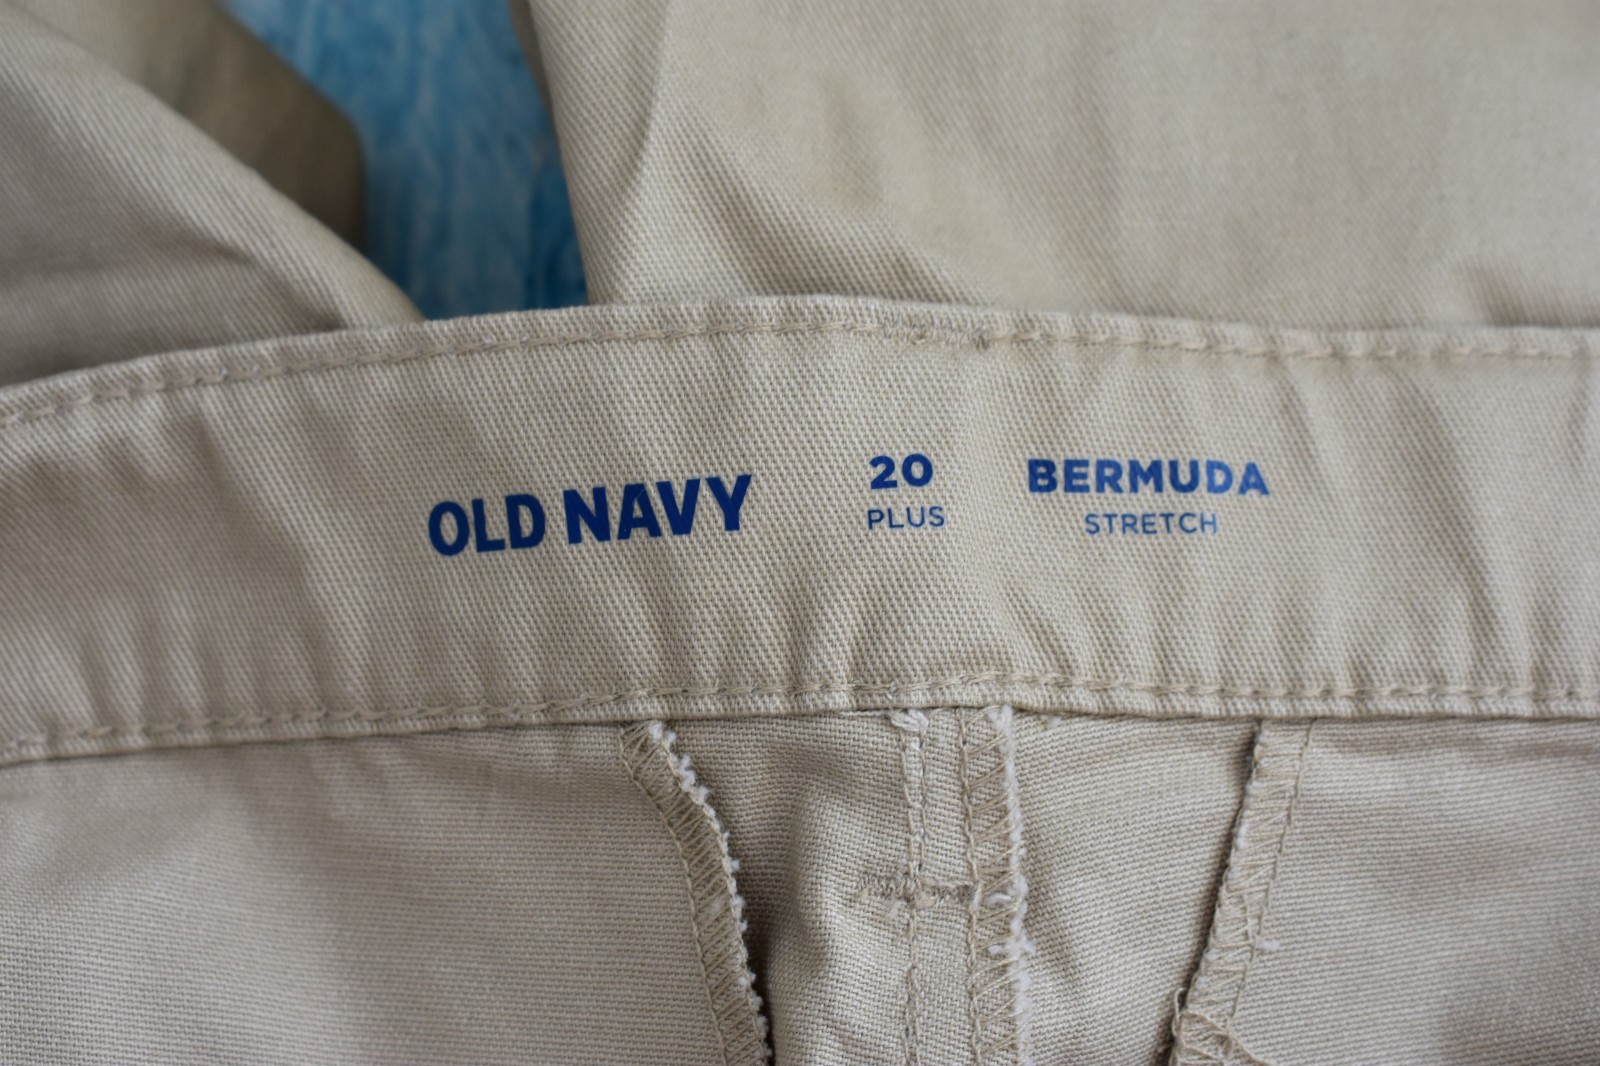 OLD NAVY
20
PLUS
BERMUDA
STRETCH